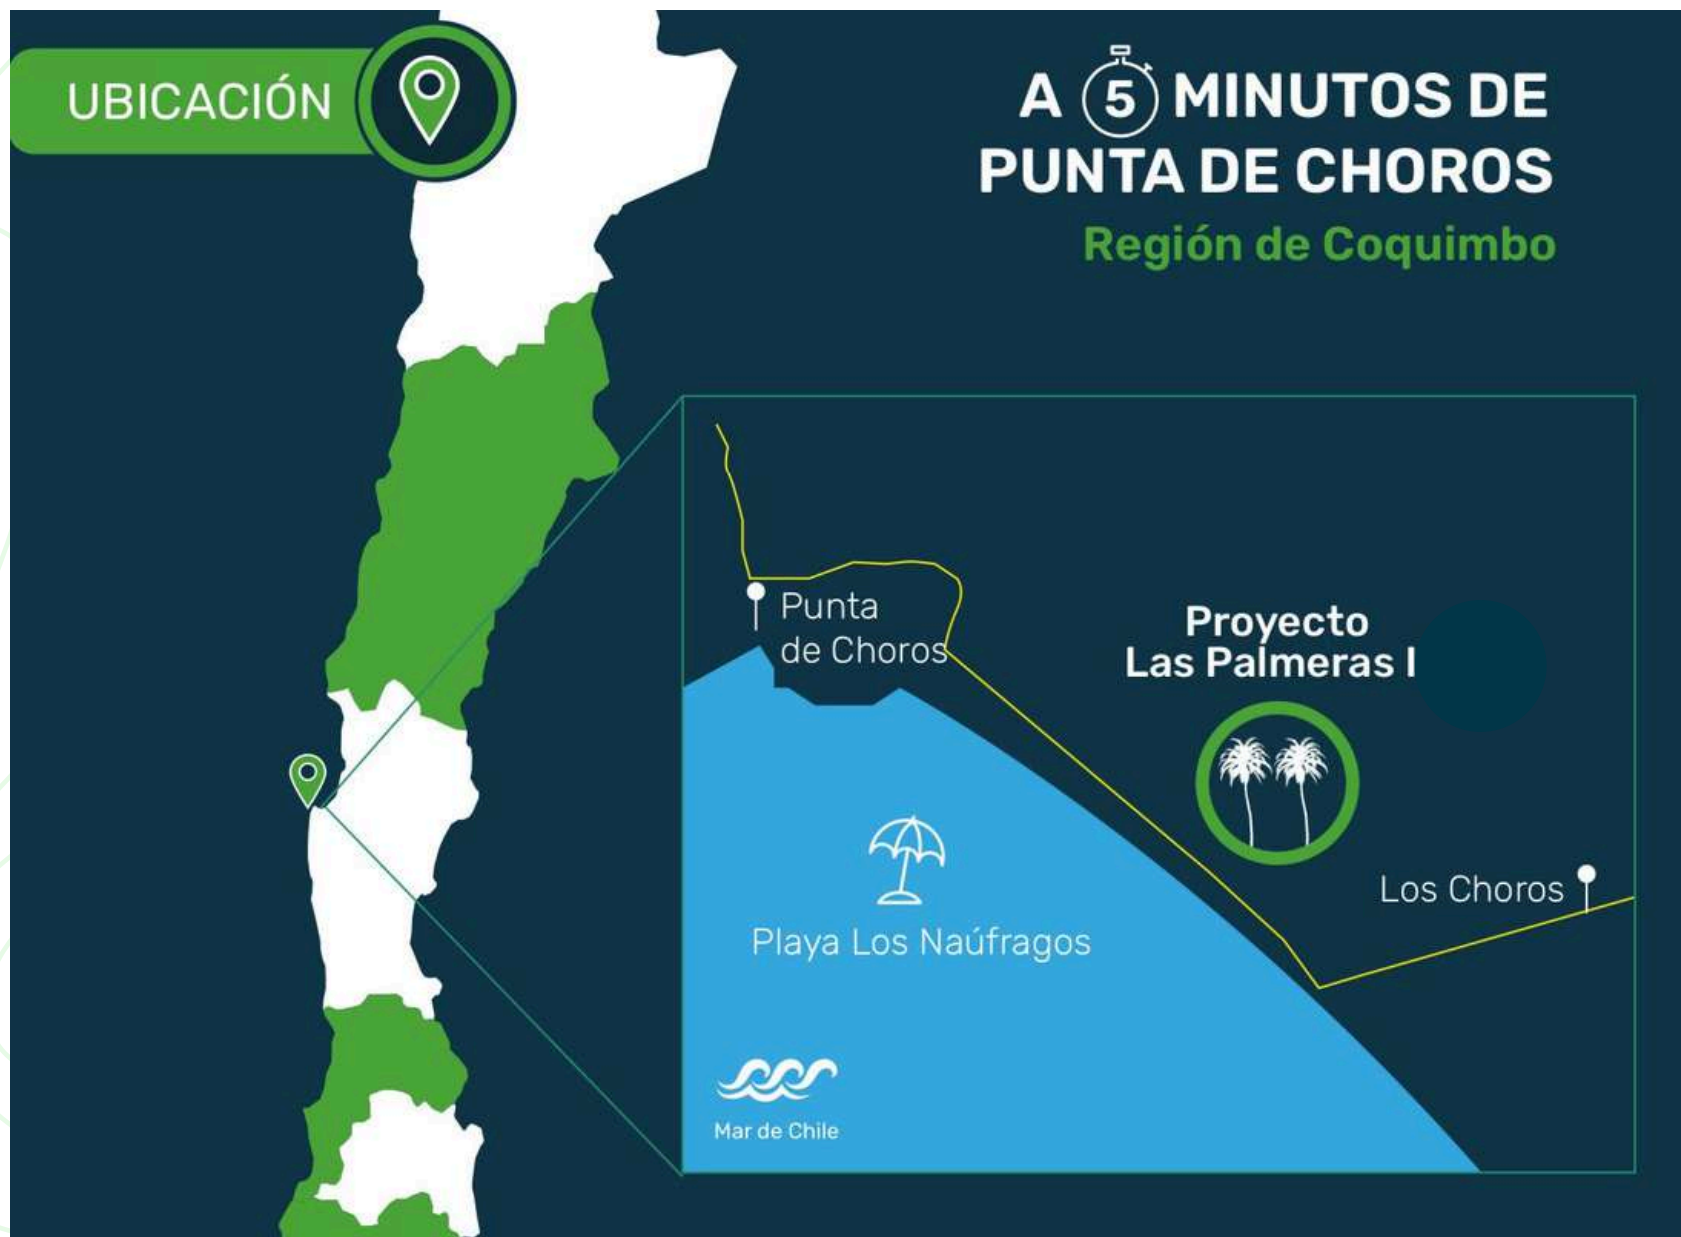 UBICACIÓN
A 5 MINUTOS DE
PUNTA DE CHOROS
Región de Coquimbo
Punta
de Choros
Proyecto
Las Palmeras I
Los Choros
Playa Los Naúfragos
Mar de Chile